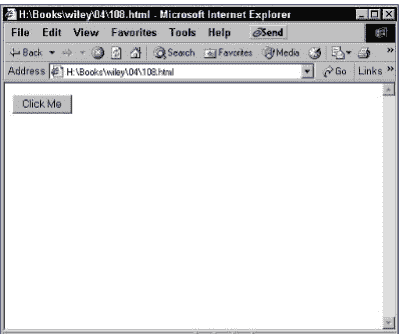 H:\Books\wiley\04\108.html - Microsoft Internet Explorer
File Edit View Favorites Tools Help Send
Back Search Favorites Media »
Address H:\Books\wiley\04\108.html Go Links »
Click Me